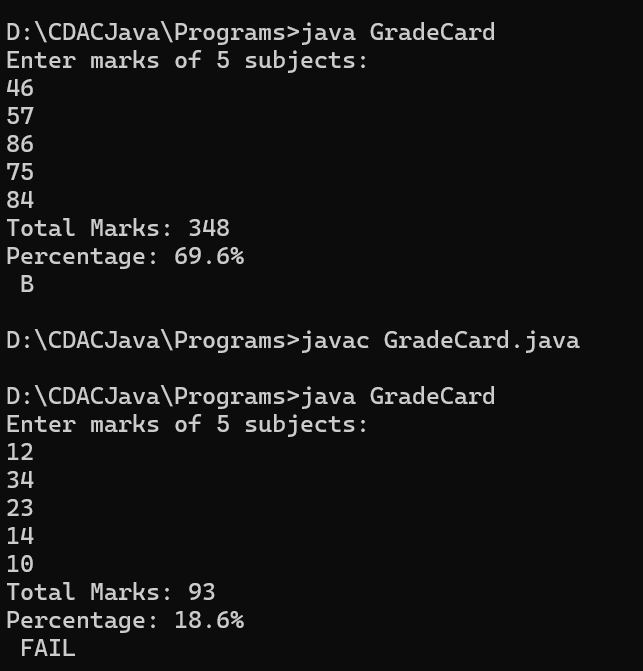 D:\CDACJava\Programs>java GradeCard
Enter marks of 5 subjects:
46
57
86
75
84
Total Marks: 348
Percentage: 69.6%
 B
D:\CDACJava\Programs>javac GradeCard.java
D:\CDACJava\Programs>java GradeCard
Enter marks of 5 subjects:
12
34
23
14
10
Total Marks: 93
Percentage: 18.6%
 FAIL